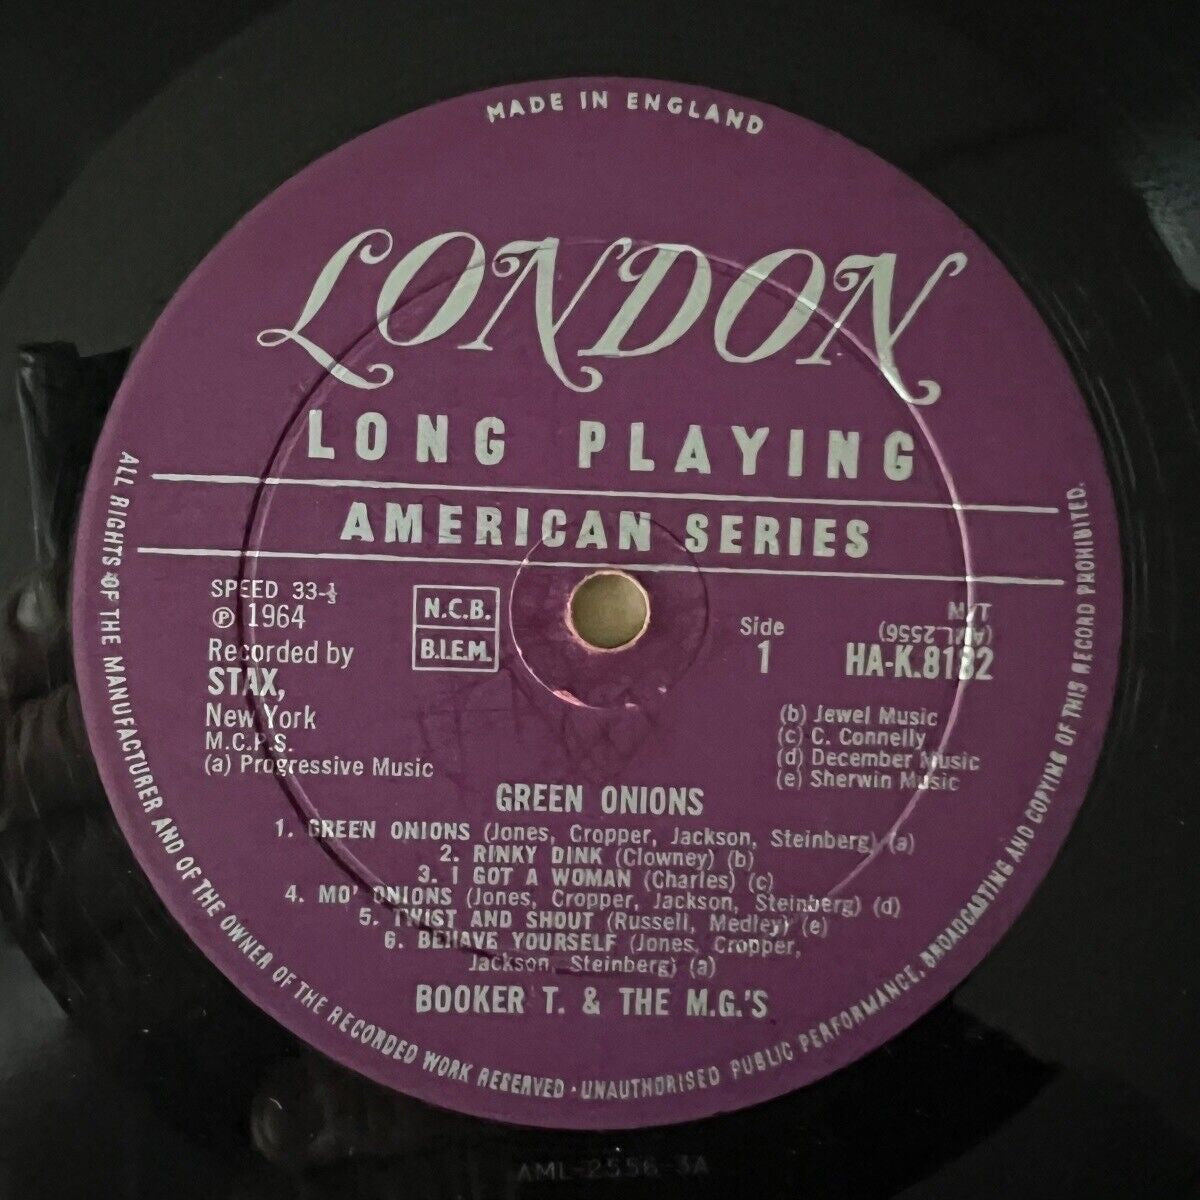 MADE IN ENGLAND
LONDON
LONG PLAYING
AMERICAN SERIES
SPEED 33-⅓
℗ 1964
Recorded by
STAX,
New York
M.C.P.S.
(a) Progressive Music
N.C.B.
B.I.E.M.
Side
1
(AML 2556)
HA-K.8182
(b) Jewel Music
(c) C. Connelly
(d) December Music
(e) Sherwin Music
GREEN ONIONS
1. GREEN ONIONS (Jones, Cropper, Jackson, Steinberg) (a)
2. RINKY DINK (Clowney) (b)
3. I GOT A WOMAN (Charles) (c)
4. MO' ONIONS (Jones, Cropper, Jackson, Steinberg) (d)
5. TWIST AND SHOUT (Russell, Medley) (e)
6. BEHAVE YOURSELF (Jones, Cropper,
Jackson, Steinberg) (a)
BOOKER T. & THE M.G.'S
ALL RIGHTS OF THE MANUFACTURER AND OF THE OWNER OF THE RECORDED WORK RESERVED · UNAUTHORISED PUBLIC PERFORMANCE, BROADCASTING AND COPYING OF THIS RECORD PROHIBITED.
AML-2556-3A